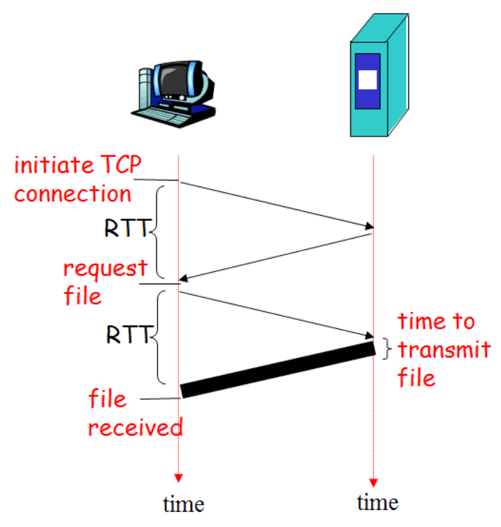 initiate TCP
connection
RTT
request
file
RTT
time to
transmit
file
file
received
time
time